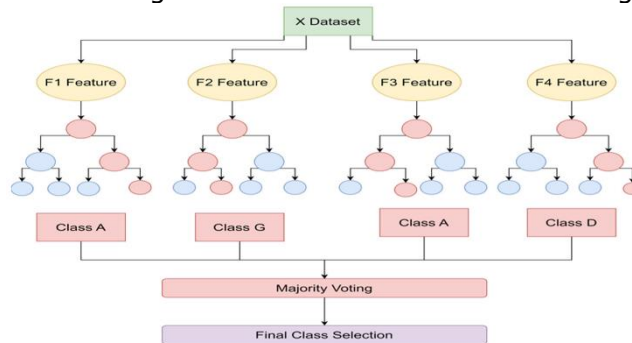 X Dataset
F1 Feature
F2 Feature
F3 Feature
F4 Feature
Class A
Class G
Class A
Class D
Majority Voting
Final Class Selection